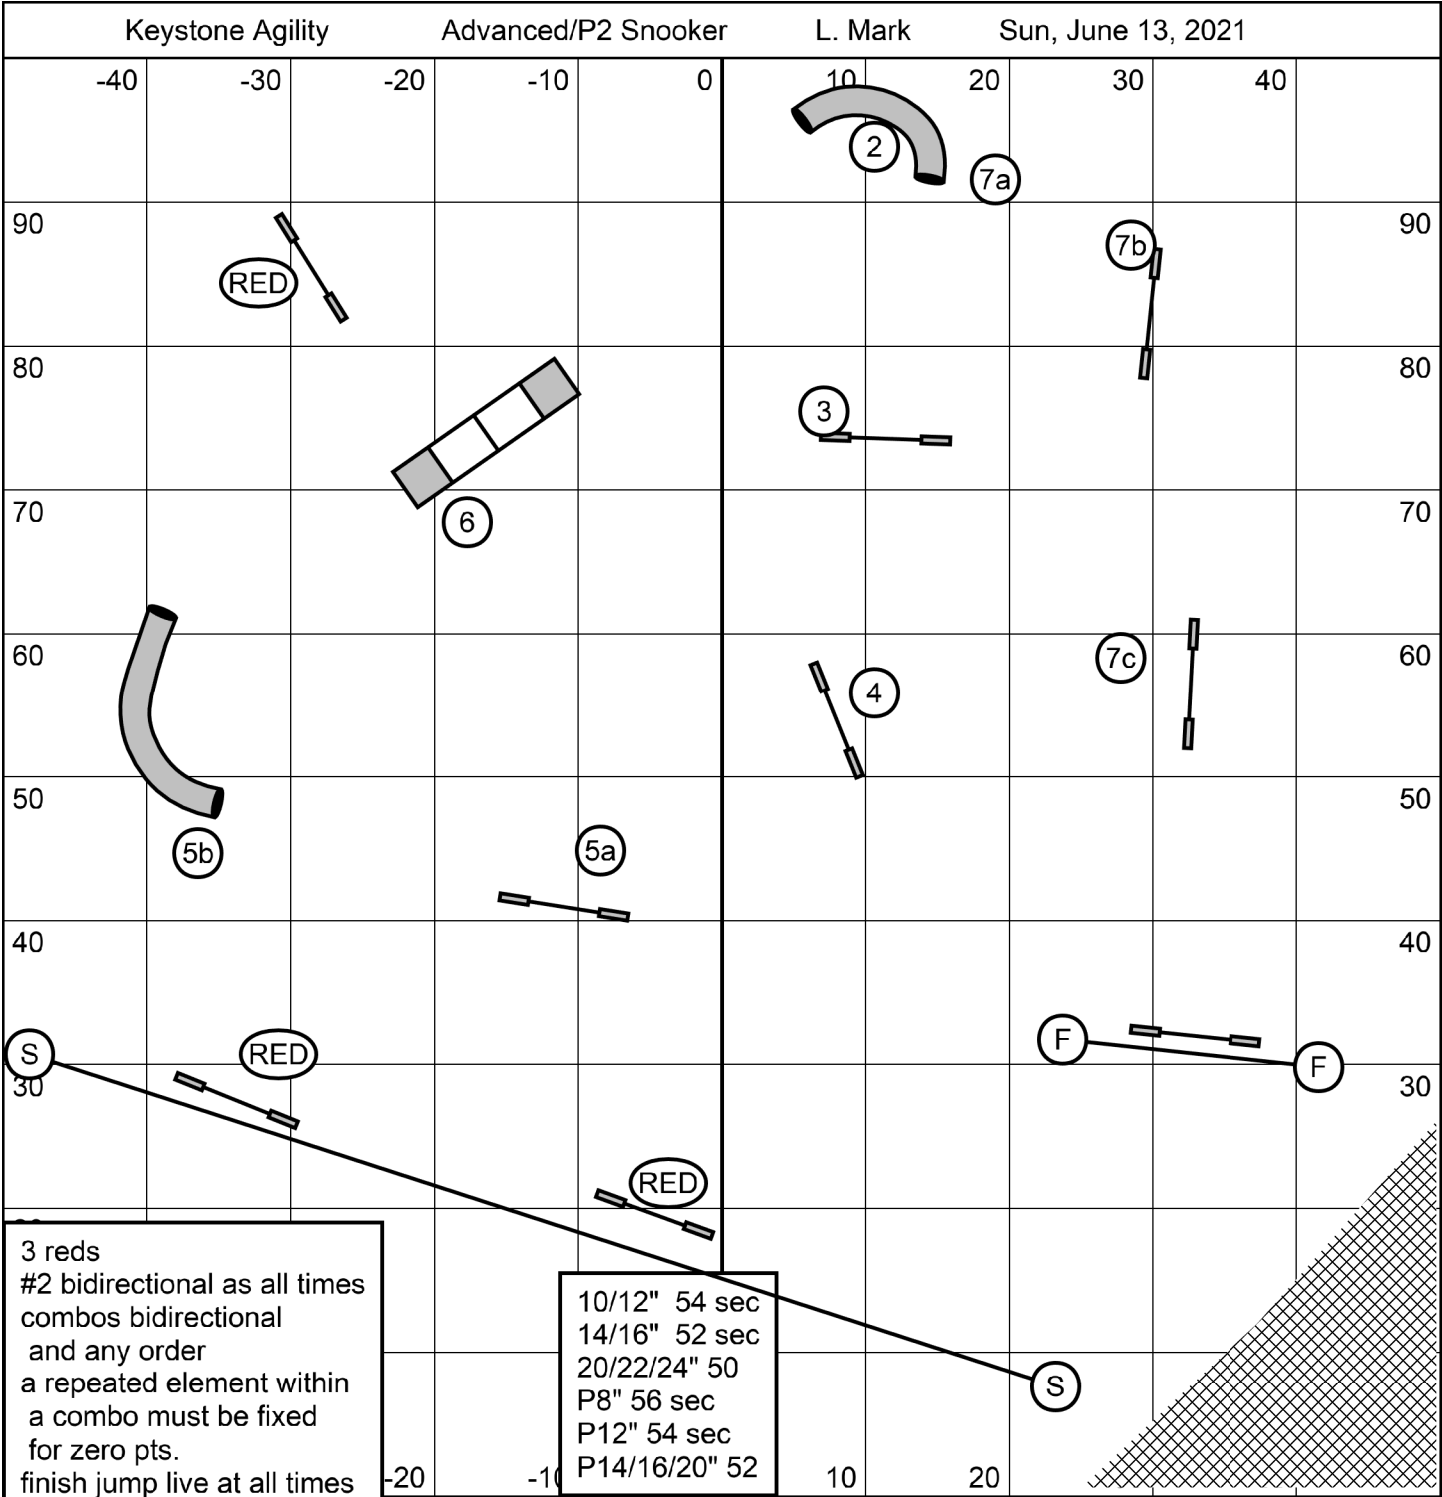 Keystone Agility Advanced/P2 Snooker L. Mark Sun, June 13, 2021
-40 -30 -20 -10 0 10 20 30 40
2
7a
90 90
7b
RED
80 80
3
70 70
6
60 7c 60
4
50 50
5a
5b
40 40
F
S RED
F
30 30
RED
3 reds
#2 bidirectional as all times
combos bidirectional
and any order
a repeated element within
a combo must be fixed
for zero pts.
finish jump live at all times
10/12" 54 sec
14/16" 52 sec
20/22/24" 50
P8" 56 sec
P12" 54 sec
P14/16/20" 52
S
-20 10 20